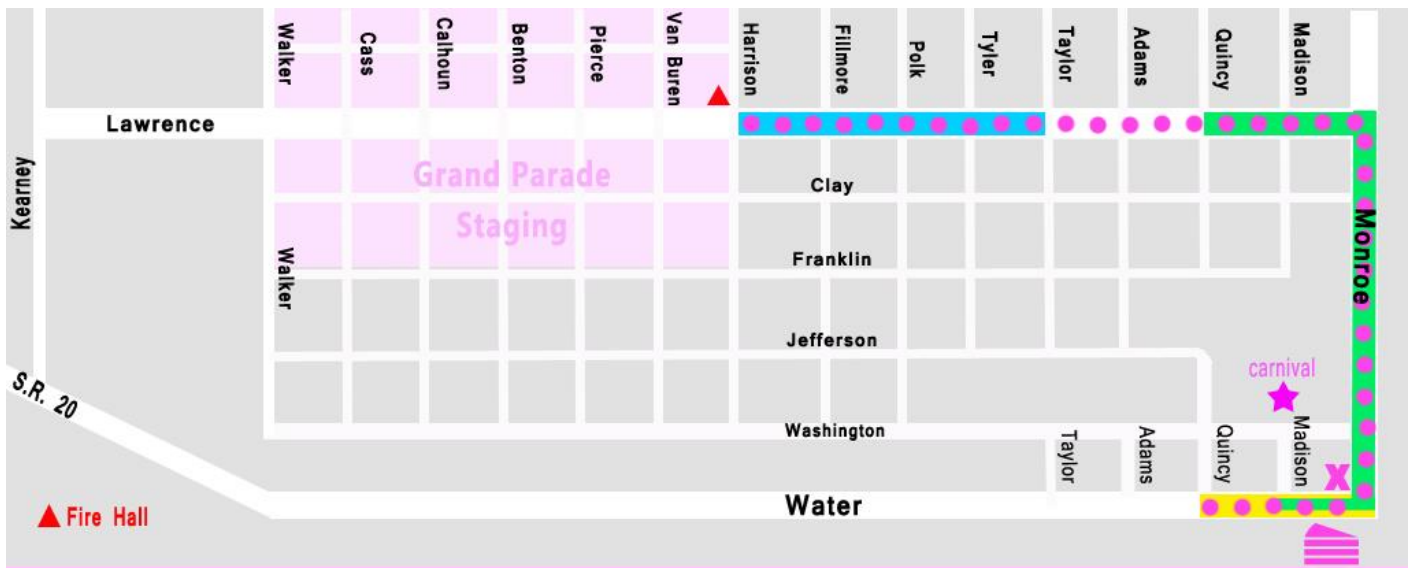 Walker
Cass
Calhoun
Benton
Pierce
Van Buren
Harrison
Fillmore
Polk
Tyler
Taylor
Adams
Quincy
Madison
Lawrence
Kearney
Grand Parade
Staging
Clay
Monroe
Walker
Franklin
Jefferson
carnival
S.R. 20
Washington
Taylor
Adams
Quincy
Madison
X
Water
Fire Hall